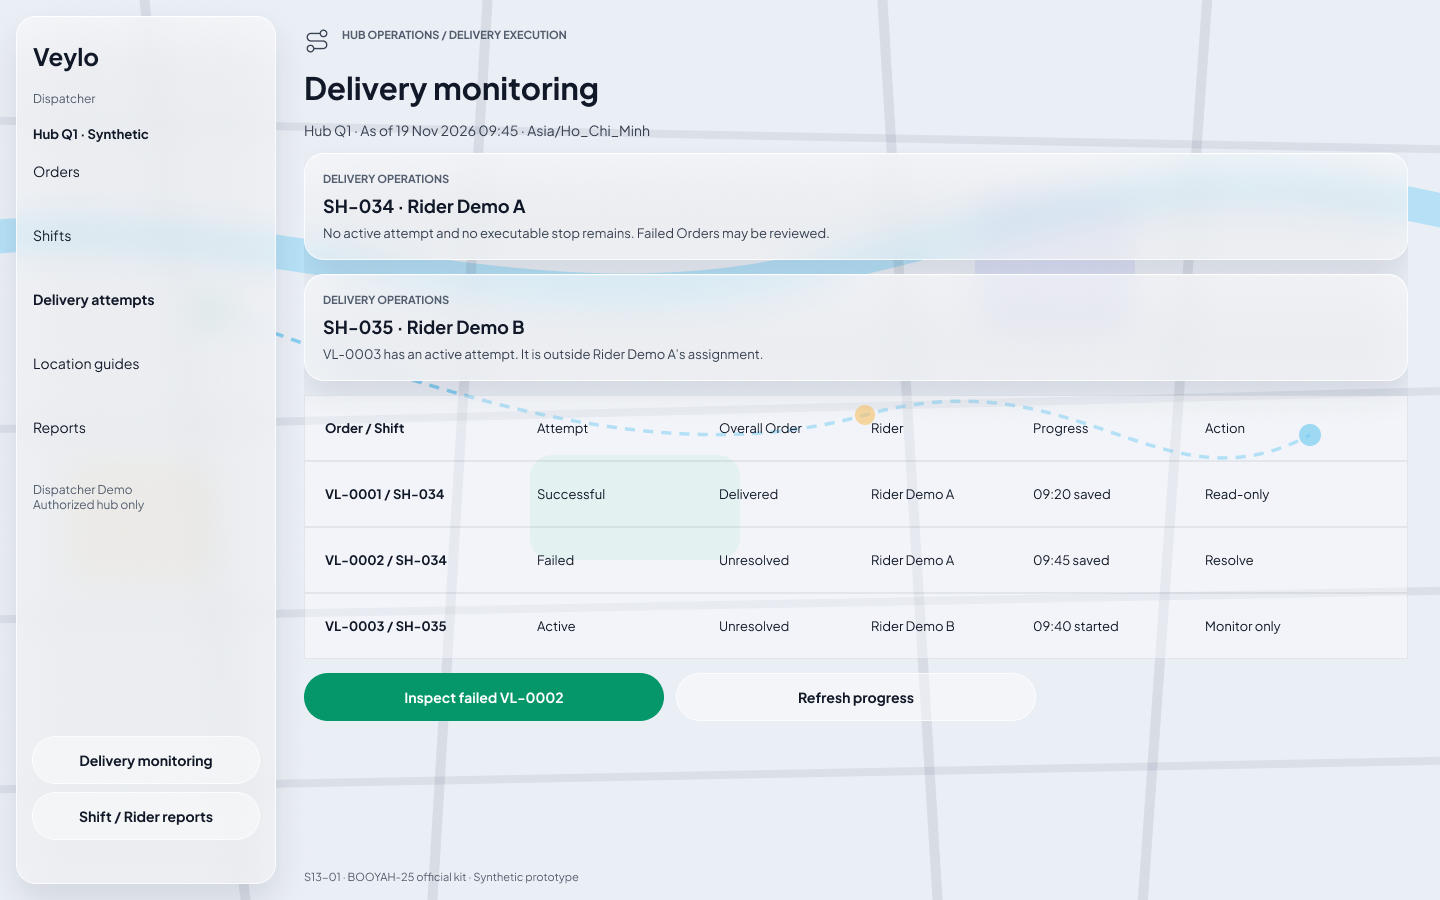 Veylo
Dispatcher
Hub Q1 · Synthetic
Orders
Shifts
Delivery attempts
Location guides
Reports
Dispatcher Demo
Authorized hub only
Delivery monitoring
Shift / Rider reports
HUB OPERATIONS / DELIVERY EXECUTION
Delivery monitoring
Hub Q1 · As of 19 Nov 2026 09:45 · Asia/Ho_Chi_Minh
DELIVERY OPERATIONS
SH-034 · Rider Demo A
No active attempt and no executable stop remains. Failed Orders may be reviewed.
DELIVERY OPERATIONS
SH-035 · Rider Demo B
VL-0003 has an active attempt. It is outside Rider Demo A's assignment.
Order / Shift Attempt Overall Order Rider Progress Action
VL-0001 / SH-034 Successful Delivered Rider Demo A 09:20 saved Read-only
VL-0002 / SH-034 Failed Unresolved Rider Demo A 09:45 saved Resolve
VL-0003 / SH-035 Active Unresolved Rider Demo B 09:40 started Monitor only
Inspect failed VL-0002 Refresh progress
S13-01 · BOOYAH-25 official kit · Synthetic prototype